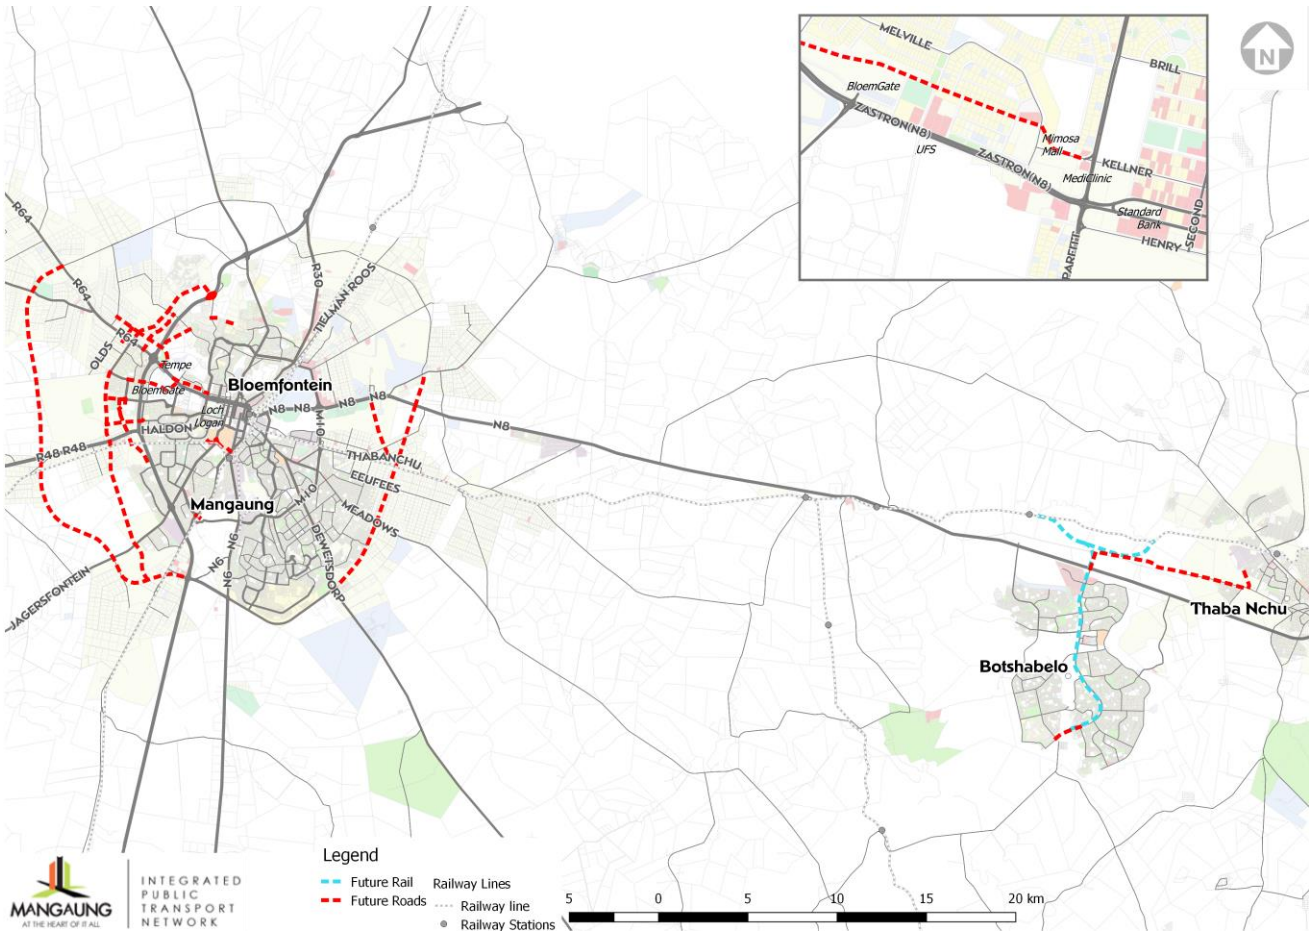 MELVILLE
BRILL
BloemGate
ZASTRON(N8)
UFS
Mimosa
Mall
ZASTRON(N8)
KELLNER
MediClinic
Standard
Bank
SECOND
HENRY
PARFITT
N
R64
R64
R30
TIELMAN ROOS
R64
OLDS
Tempe
BloemGate
Bloemfontein
Loch
Logan
N8
N8
N8
N8
N8
M10
HALDON
R48
R48
THABANCHU
EEUFEES
M10
MEADOWS
Mangaung
DEWETSDORP
N6
N6
N6
JAGERSFONTEIN
Thaba Nchu
Botshabelo
MANGAUNG
AT THE HEART OF IT ALL
INTEGRATED
PUBLIC
TRANSPORT
NETWORK
Legend
Future Rail
Future Roads
Railway Lines
Railway line
Railway Stations
5 0 5 10 15 20 km